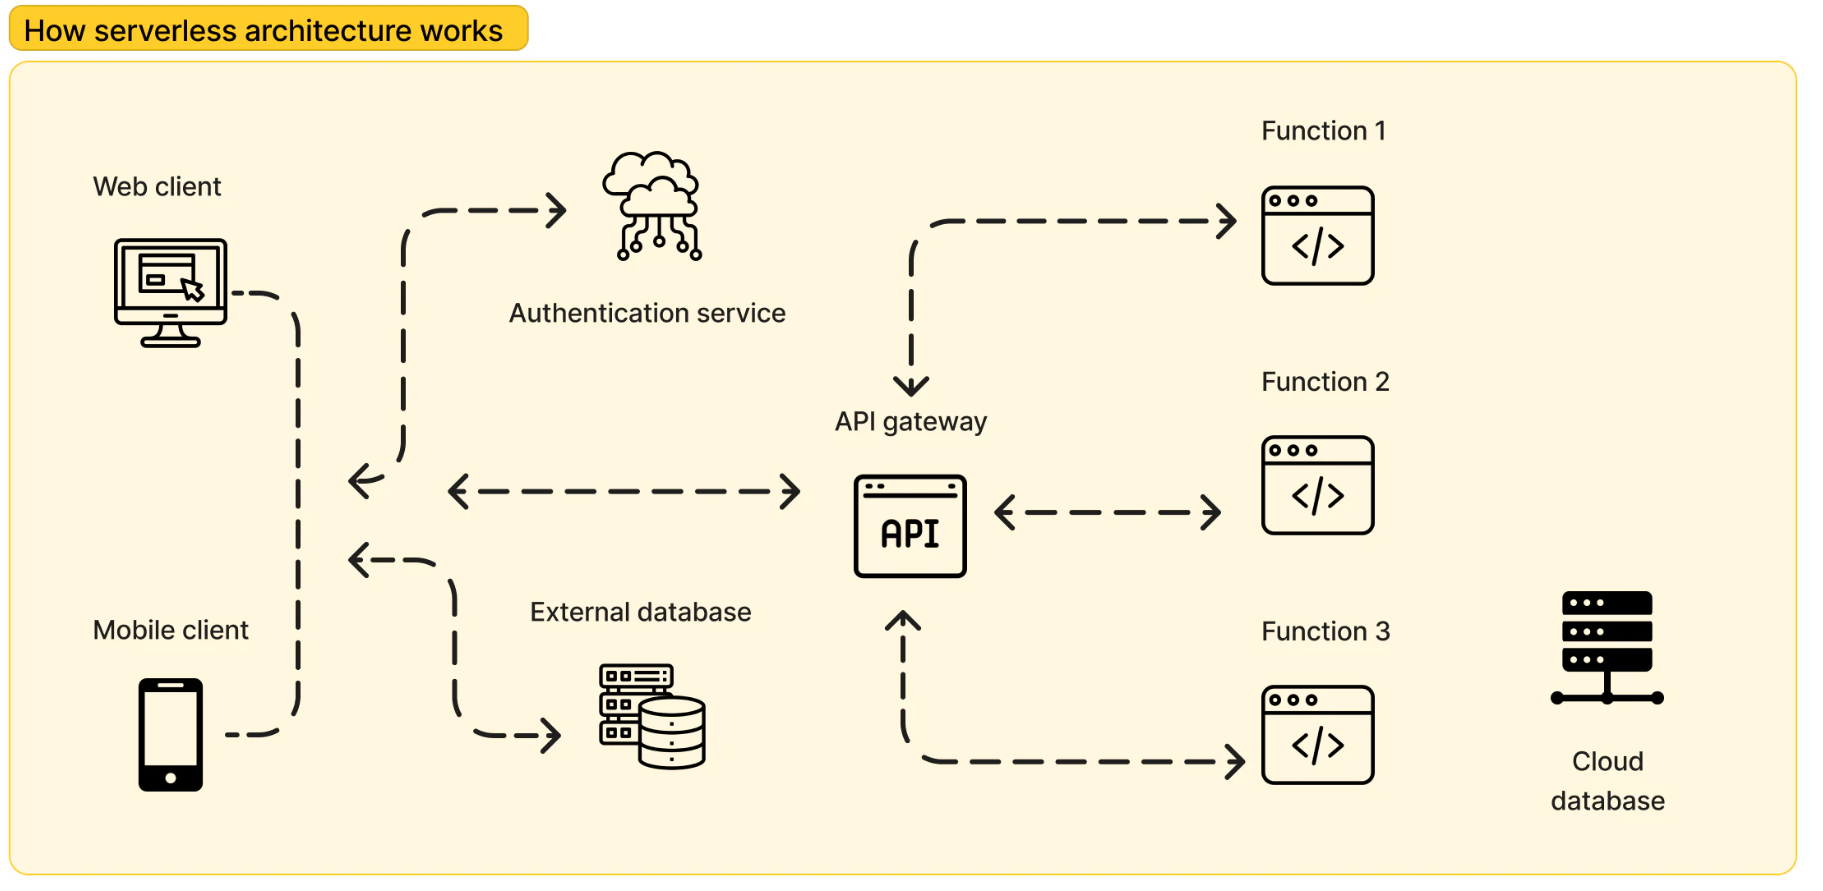 How serverless architecture works
Function 1
Web client
Authentication service
Function 2
API gateway
</>
API
</>
External database
Mobile client
Function 3
</>
Cloud
database